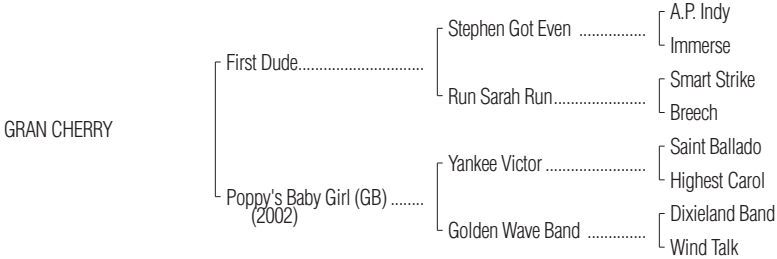 A.P. Indy
Stephen Got Even ................
Immerse
First Dude..............................
Smart Strike
Run Sarah Run......................
Breech
GRAN CHERRY
Saint Ballado
Yankee Victor ........................
Highest Carol
Poppy's Baby Girl (GB) ........
(2002)
Dixieland Band
Golden Wave Band ..............
Wind Talk